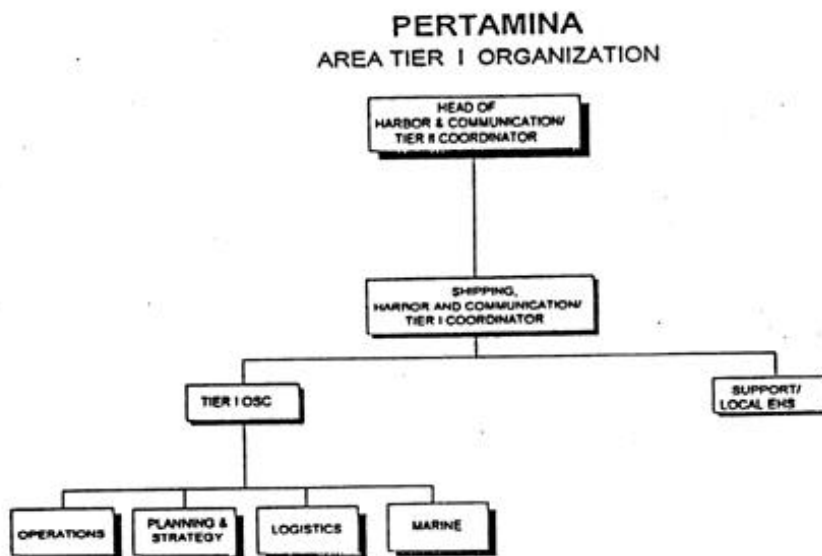 PERTAMINA
AREA TIER I ORGANIZATION
HEAD OF
HARBOR & COMMUNICATION/
TIER II COORDINATOR
SHIPPING,
HARBOR AND COMMUNICATION/
TIER I COORDINATOR
TIER I OSC
SUPPORT/
LOCAL EHS
OPERATIONS
PLANNING &
STRATEGY
LOGISTICS
MARINE